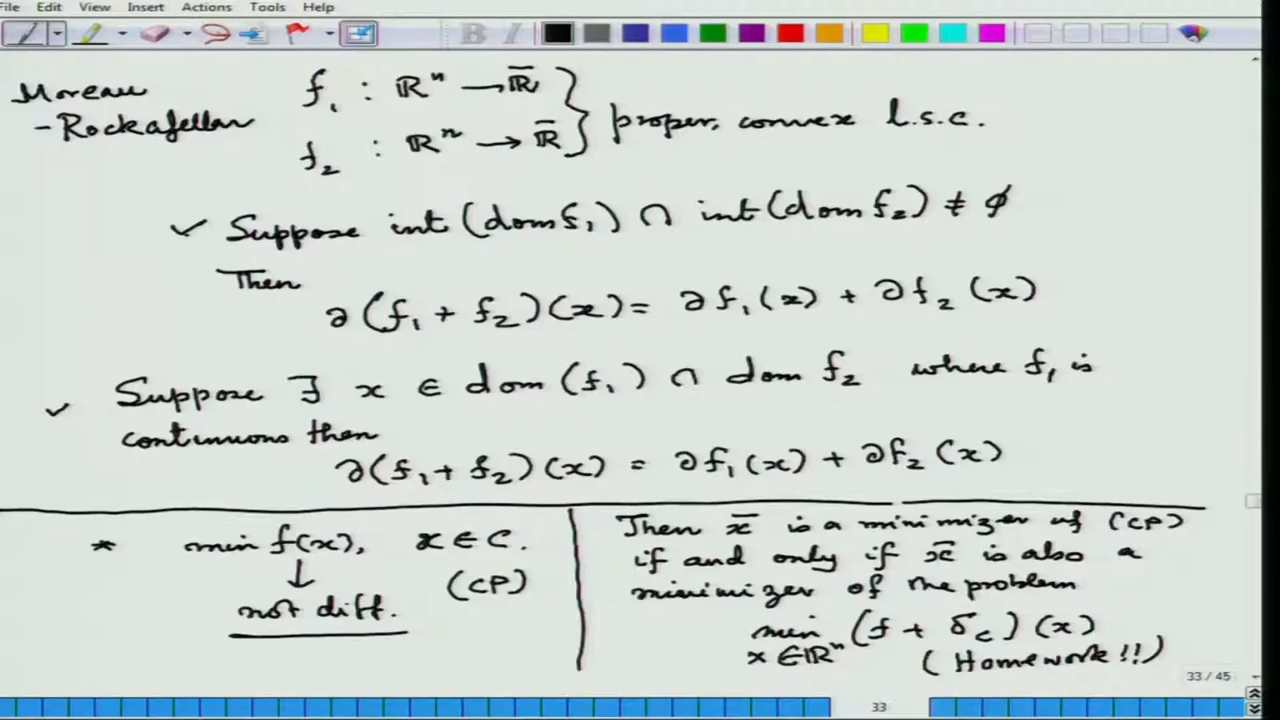 File Edit View Insert Actions Tools Help
Moreau
- Rockafellar
f₁ : ℝⁿ → ℝ̅
f₂ : ℝⁿ → ℝ̅
} proper, convex l.s.c.
✓ Suppose int (dom f₁) ∩ int (dom f₂) ≠ ϕ
Then
∂(f₁ + f₂)(x) = ∂f₁(x) + ∂f₂(x)
✓ Suppose ∃ x ∈ dom(f₁) ∩ dom f₂ where f₁ is
continuous then
∂(f₁ + f₂)(x) = ∂f₁(x) + ∂f₂(x)
* min f(x), x ∈ C.
↓ (CP)
not diff.
Then x̄ is a minimizer of (CP)
if and only if x̄ is also a
minimizer of the problem
min (f + δ_c)(x)
x ∈ ℝⁿ (Homework!!)
33 / 45
33